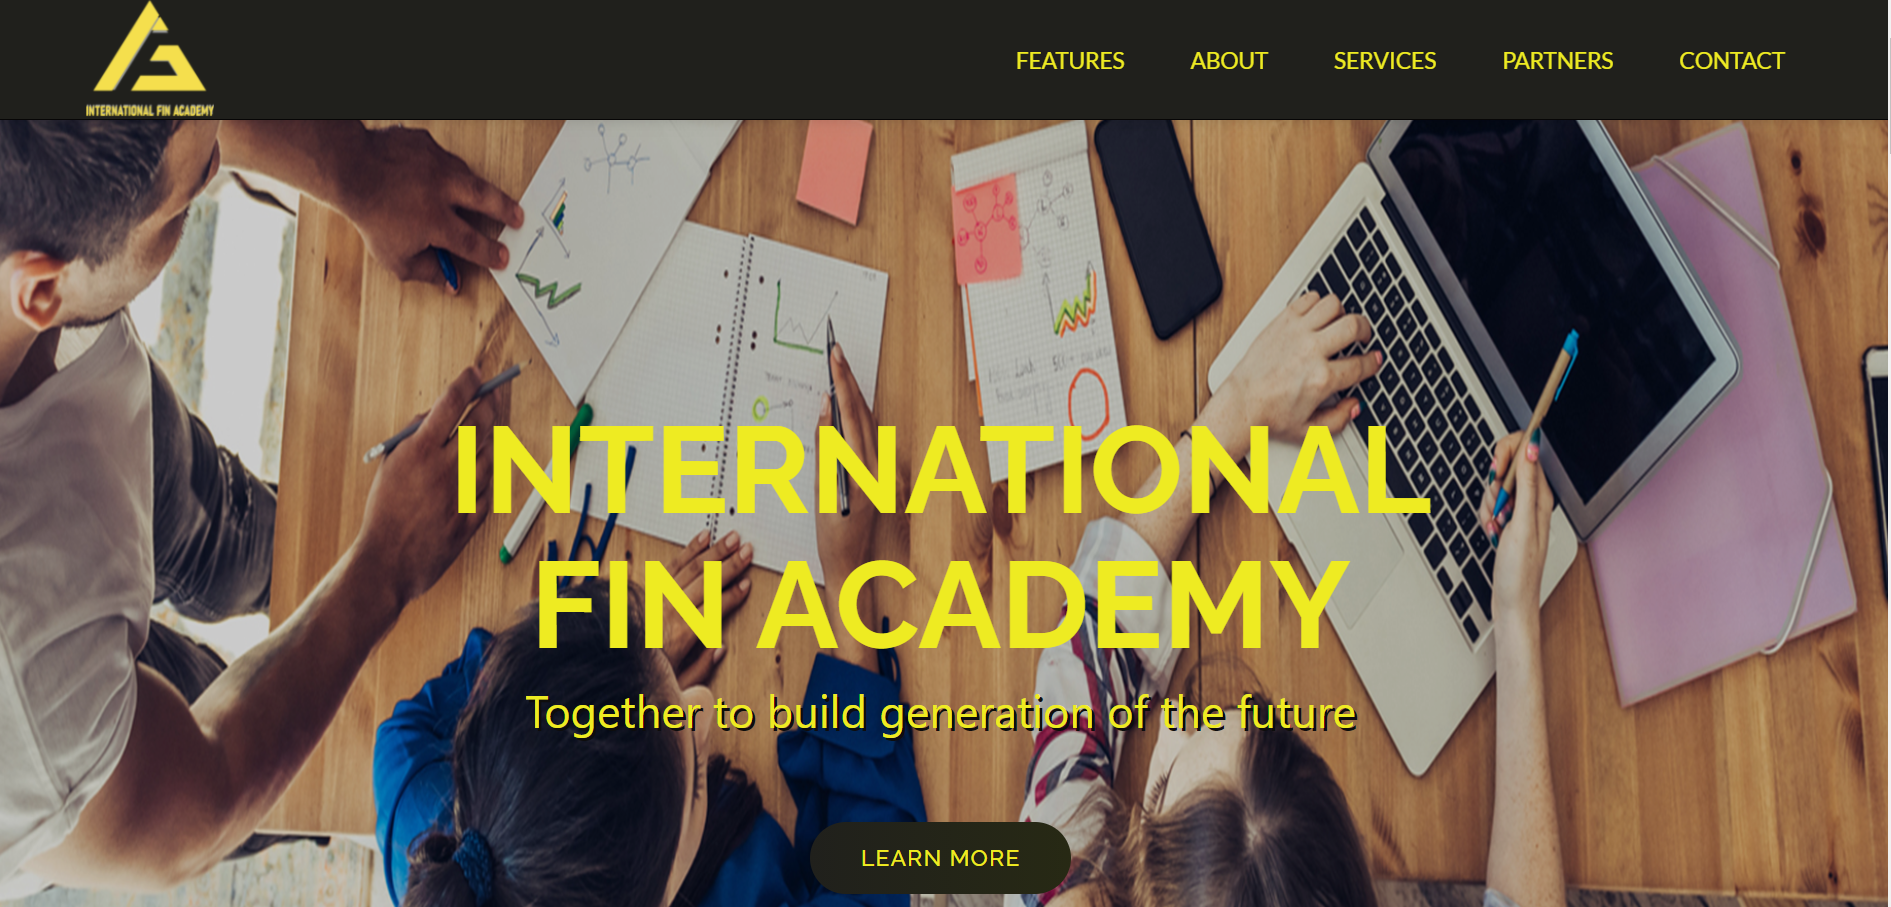 INTERNATIONAL FIN ACADEMY
FEATURES ABOUT SERVICES PARTNERS CONTACT
INTERNATIONAL
FIN ACADEMY
Together to build generation of the future
LEARN MORE